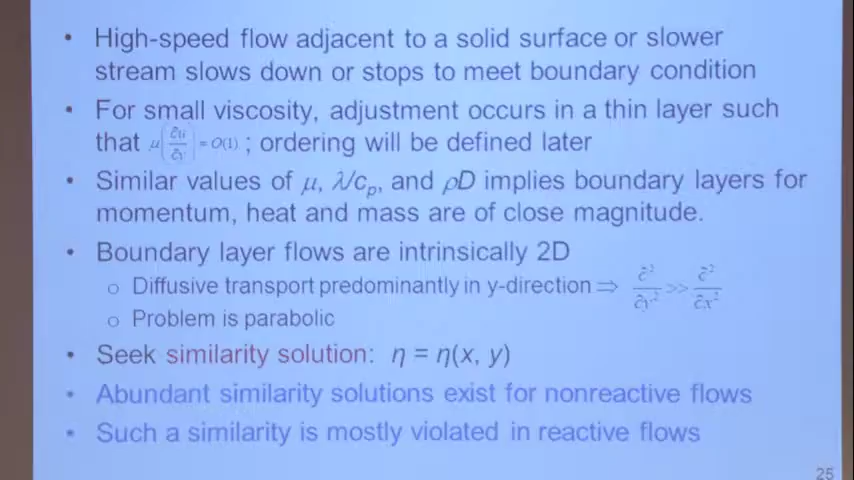 • High-speed flow adjacent to a solid surface or slower
stream slows down or stops to meet boundary condition
• For small viscosity, adjustment occurs in a thin layer such
that μ(∂u/∂y) = O(1) ; ordering will be defined later
• Similar values of μ, λ/cp, and ρD implies boundary layers for
momentum, heat and mass are of close magnitude.
• Boundary layer flows are intrinsically 2D
o Diffusive transport predominantly in y-direction ⇒ ∂²/∂y² >> ∂²/∂x²
o Problem is parabolic
• Seek similarity solution: η = η(x, y)
• Abundant similarity solutions exist for nonreactive flows
• Such a similarity is mostly violated in reactive flows
25